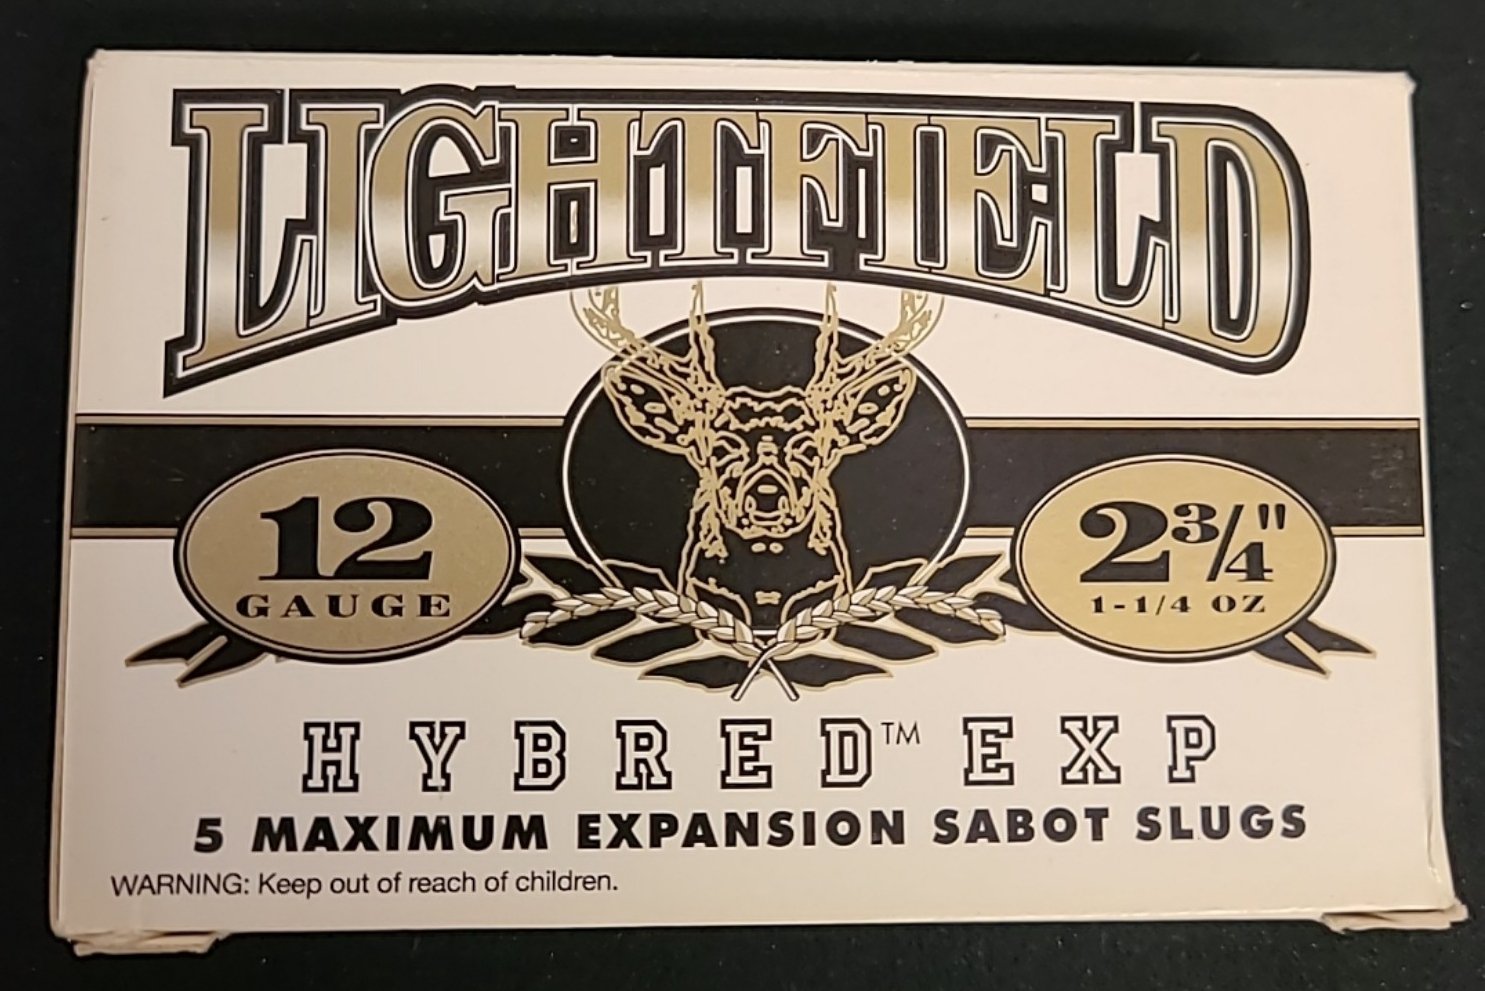 LIGHTFIELD
12
GAUGE
2 3/4"
1-1/4 OZ
HYBRED™ EXP
5 MAXIMUM EXPANSION SABOT SLUGS
WARNING: Keep out of reach of children.